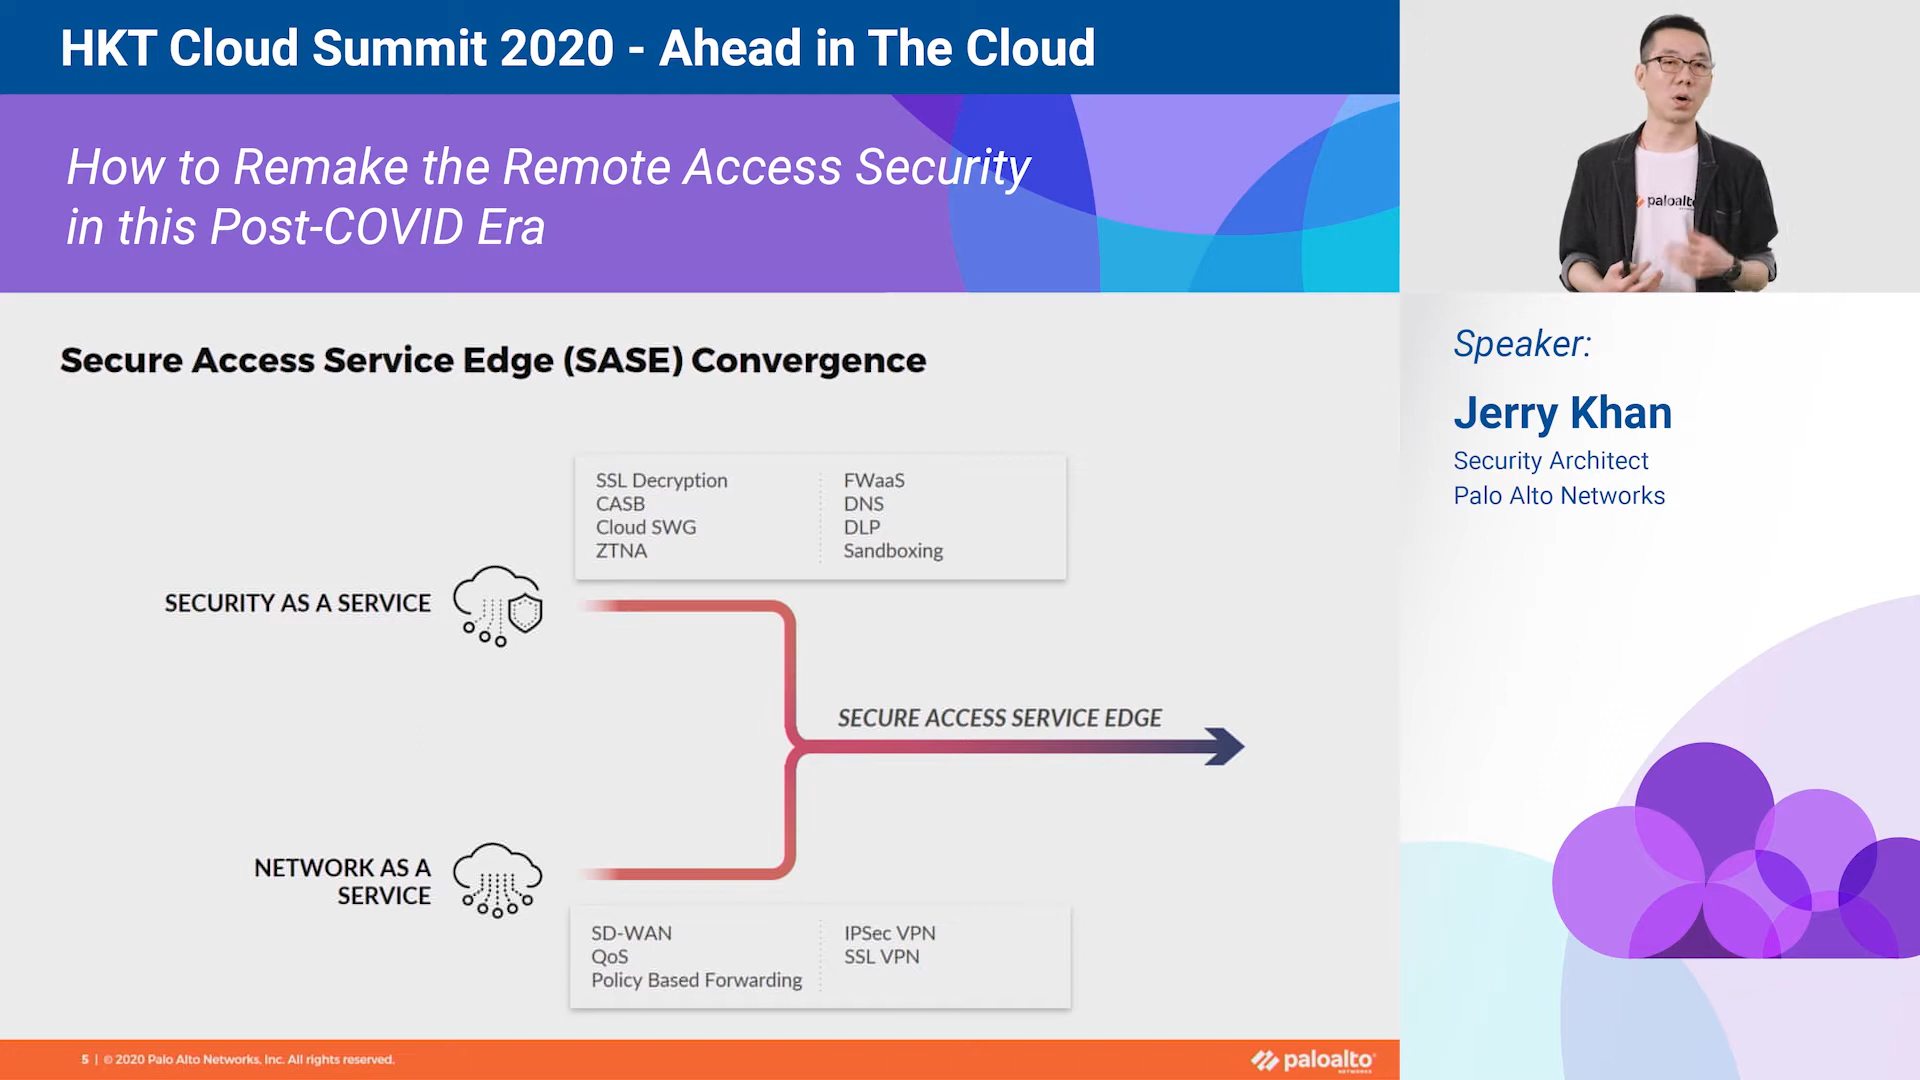 HKT Cloud Summit 2020 - Ahead in The Cloud
How to Remake the Remote Access Security
in this Post-COVID Era
paloalto
Speaker:
Jerry Khan
Security Architect
Palo Alto Networks
Secure Access Service Edge (SASE) Convergence
SSL Decryption
CASB
Cloud SWG
ZTNA
FWaaS
DNS
DLP
Sandboxing
SECURITY AS A SERVICE
SECURE ACCESS SERVICE EDGE
NETWORK AS A
SERVICE
SD-WAN
QoS
Policy Based Forwarding
IPSec VPN
SSL VPN
5 | © 2020 Palo Alto Networks, Inc. All rights reserved.
paloalto
NETWORKS